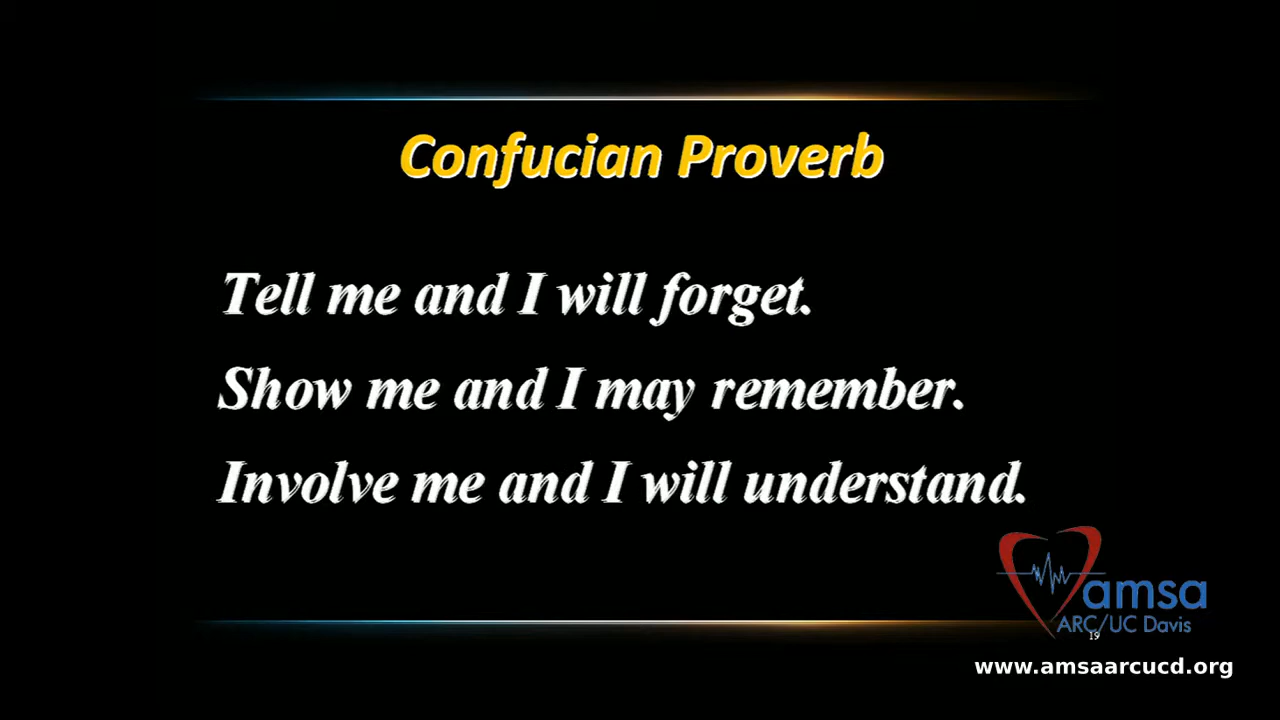 Confucian Proverb
Tell me and I will forget.
Show me and I may remember.
Involve me and I will understand.
amsa
ARC/UC Davis
19
www.amsaarcucd.org